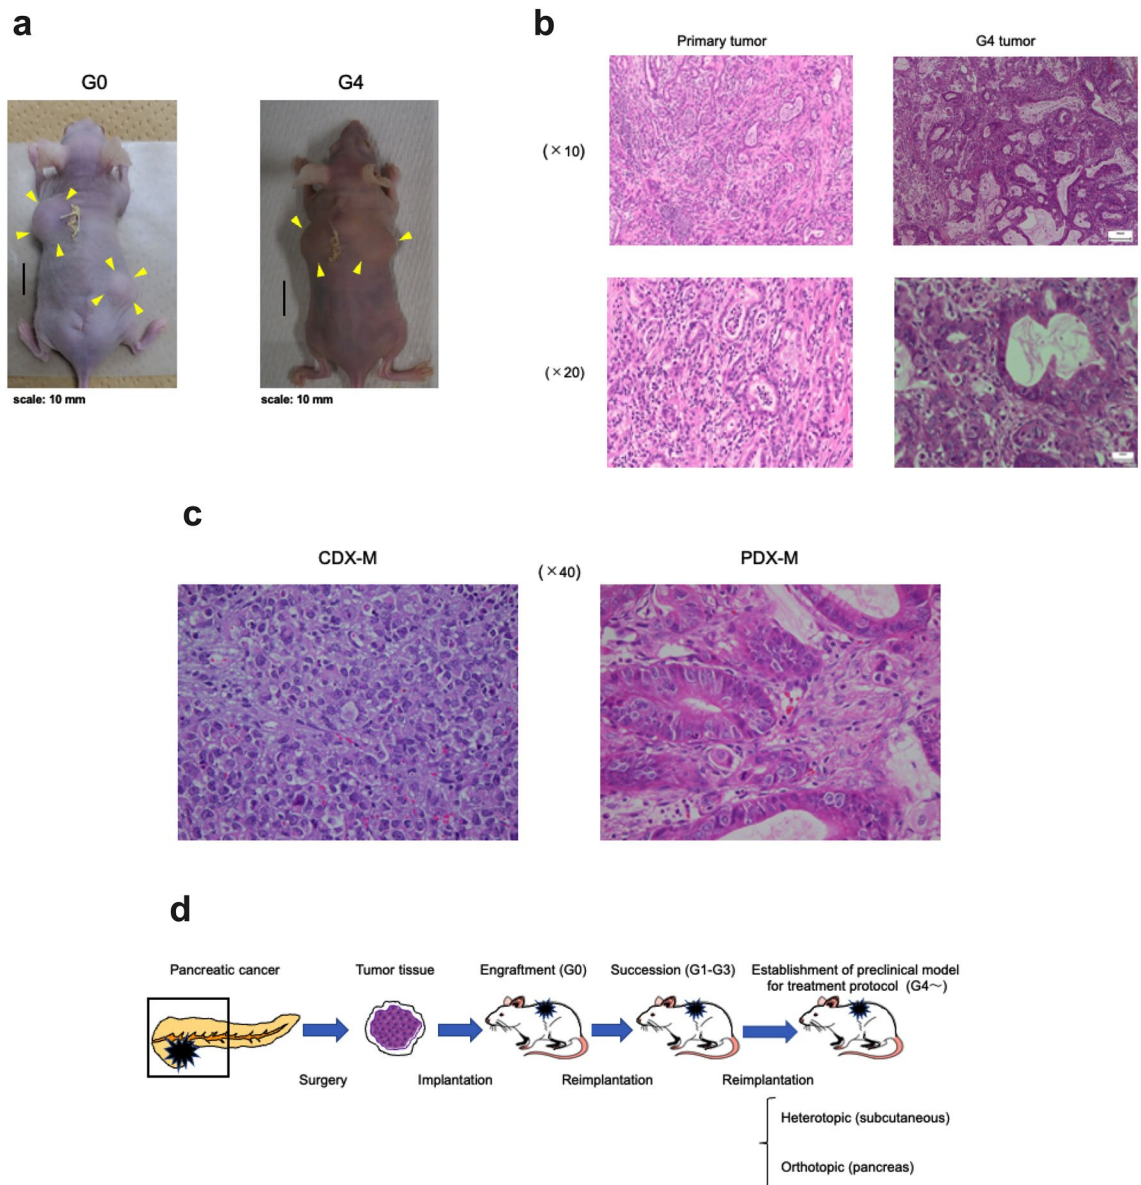 a
G0
G4
scale: 10 mm
scale: 10 mm
b
Primary tumor
G4 tumor
(×10)
(×20)
c
CDX-M
(×40)
PDX-M
d
Pancreatic cancer
Tumor tissue
Engraftment (G0)
Succession (G1-G3)
Establishment of preclinical model
for treatment protocol (G4～)
Surgery
Implantation
Reimplantation
Reimplantation
Heterotopic (subcutaneous)
Orthotopic (pancreas)